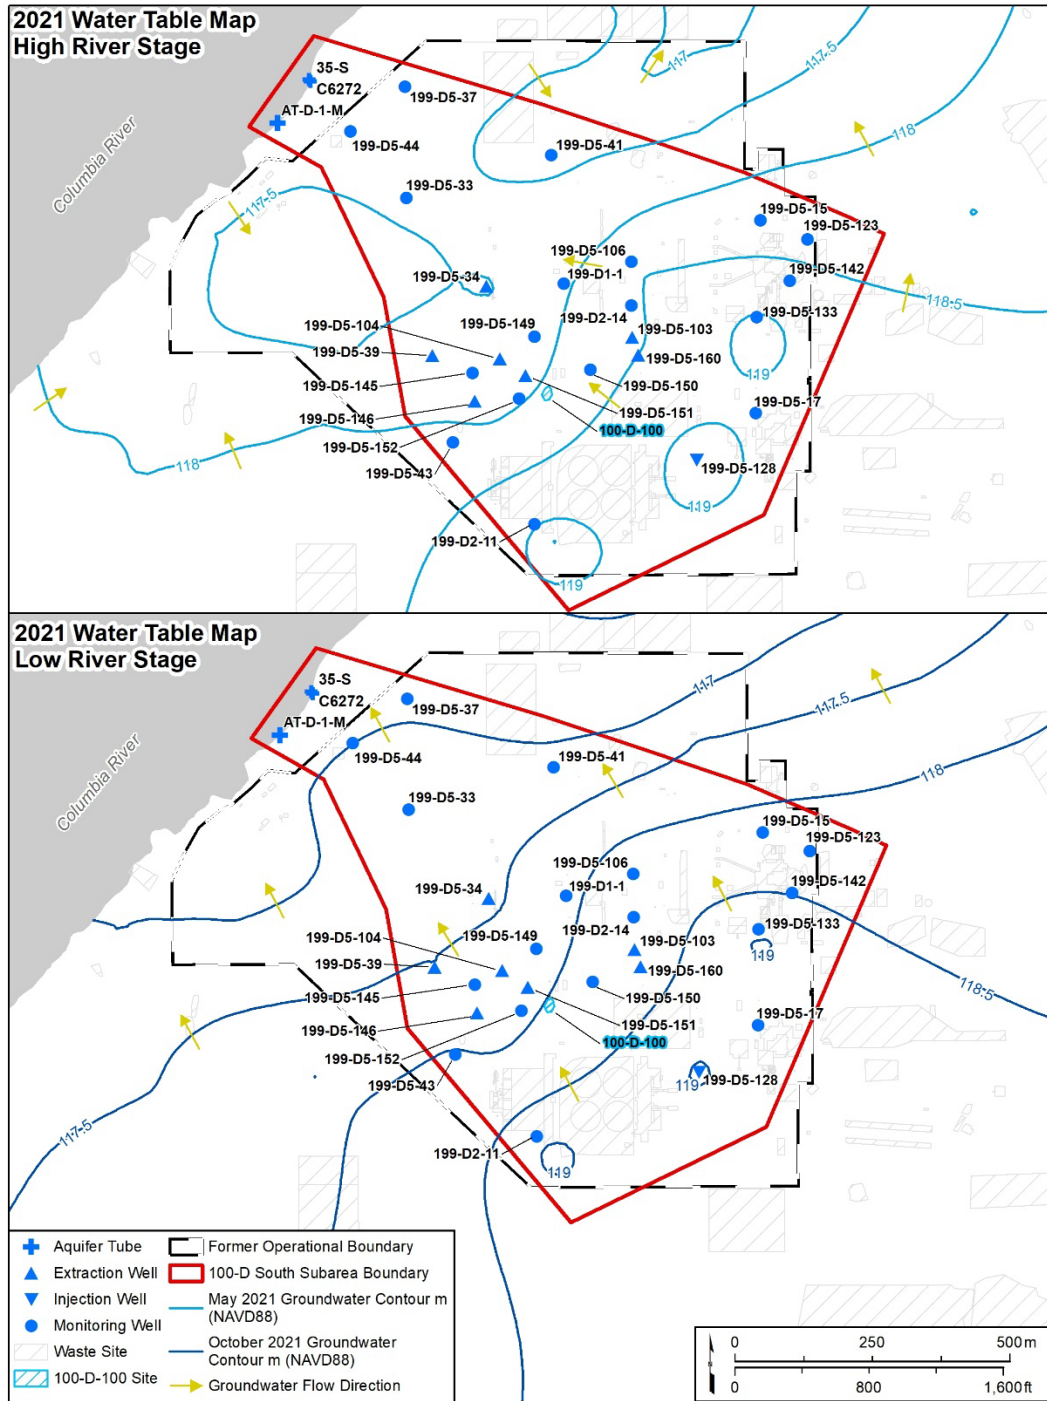 2021 Water Table Map
High River Stage
35-S
C6272
AT-D-1-M
Columbia River
199-D5-37
199-D5-44
199-D5-41
199-D5-33
117
117.5
118
117.5
199-D5-15
199-D5-123
199-D5-106
199-D5-34
199-D1-1
199-D5-142
118.5
199-D5-104
199-D5-149
199-D2-14
199-D5-133
199-D5-103
199-D5-39
199-D5-160
199-D5-145
199-D5-150
119
199-D5-146
199-D5-151
199-D5-17
100-D-100
199-D5-152
118
199-D5-43
199-D5-128
119
199-D2-11
119
2021 Water Table Map
Low River Stage
35-S
C6272
AT-D-1-M
Columbia River
199-D5-37
117
117.5
199-D5-44
199-D5-41
118
199-D5-33
199-D5-15
199-D5-123
199-D5-106
199-D5-34
199-D1-1
199-D5-142
199-D5-104
199-D5-149
199-D2-14
199-D5-133
199-D5-103
119
199-D5-39
199-D5-160
118.5
199-D5-145
199-D5-150
199-D5-146
199-D5-151
199-D5-17
100-D-100
199-D5-152
199-D5-43
119
199-D5-128
117.5
199-D2-11
119
Aquifer Tube
Extraction Well
Injection Well
Monitoring Well
Waste Site
100-D-100 Site
Former Operational Boundary
100-D South Subarea Boundary
May 2021 Groundwater Contour m
(NAVD88)
October 2021 Groundwater
Contour m (NAVD88)
Groundwater Flow Direction
0 250 500 m
0 800 1,600 ft